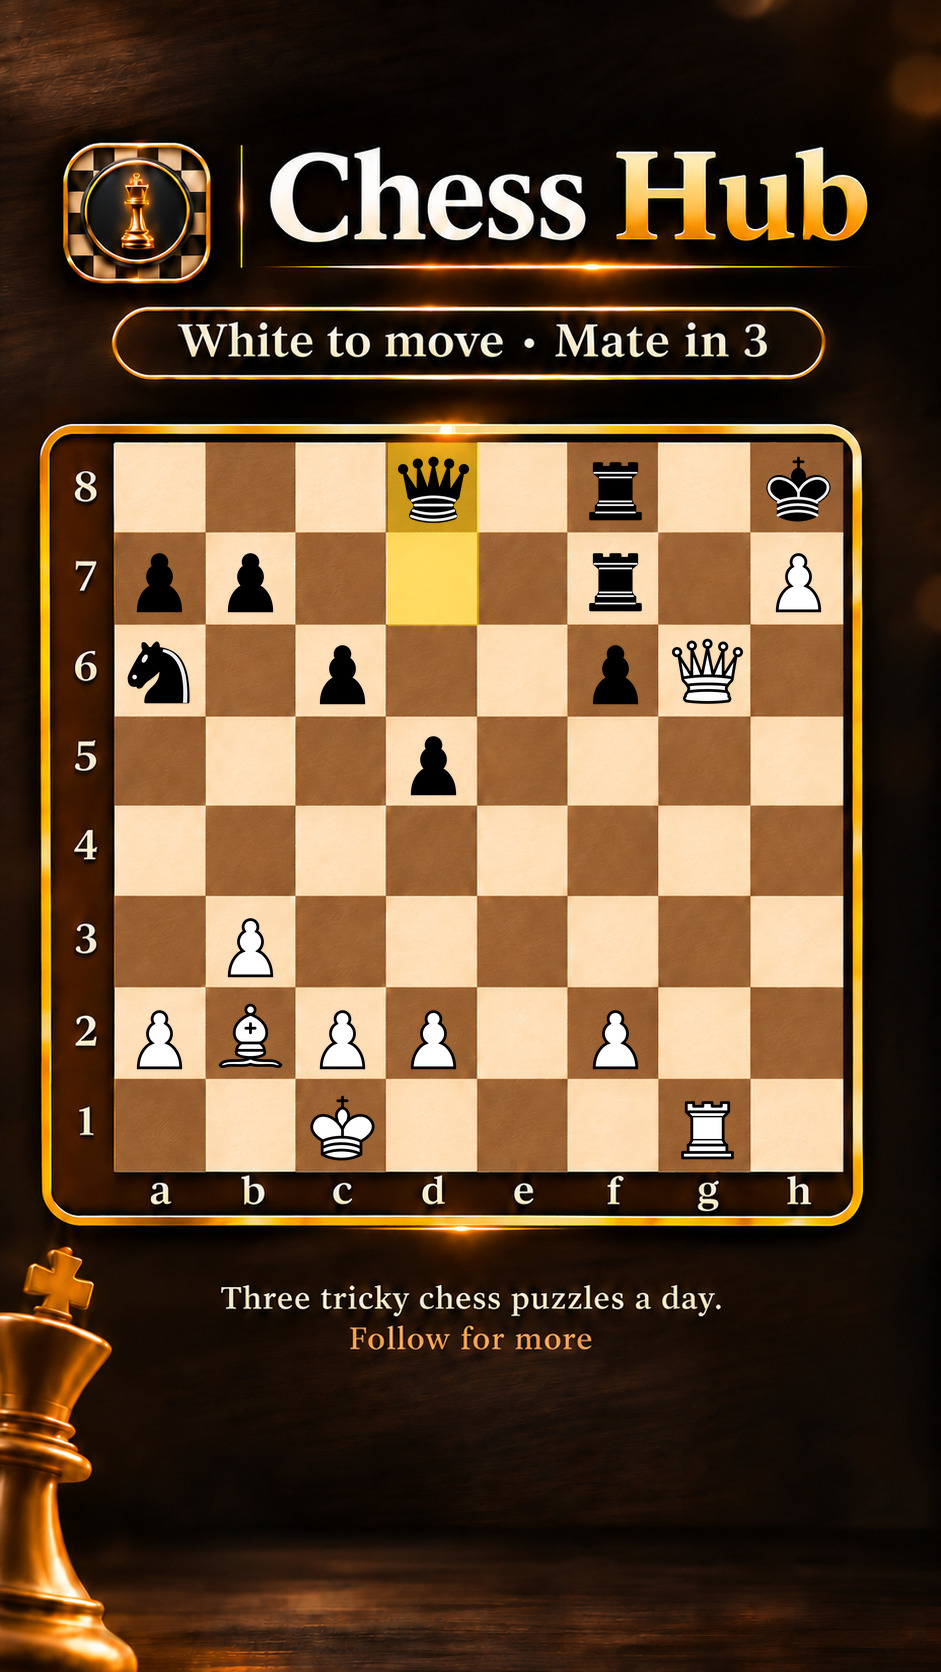 Chess Hub
White to move • Mate in 3
8
7
6
5
4
3
2
1
a b c d e f g h
Three tricky chess puzzles a day.
Follow for more